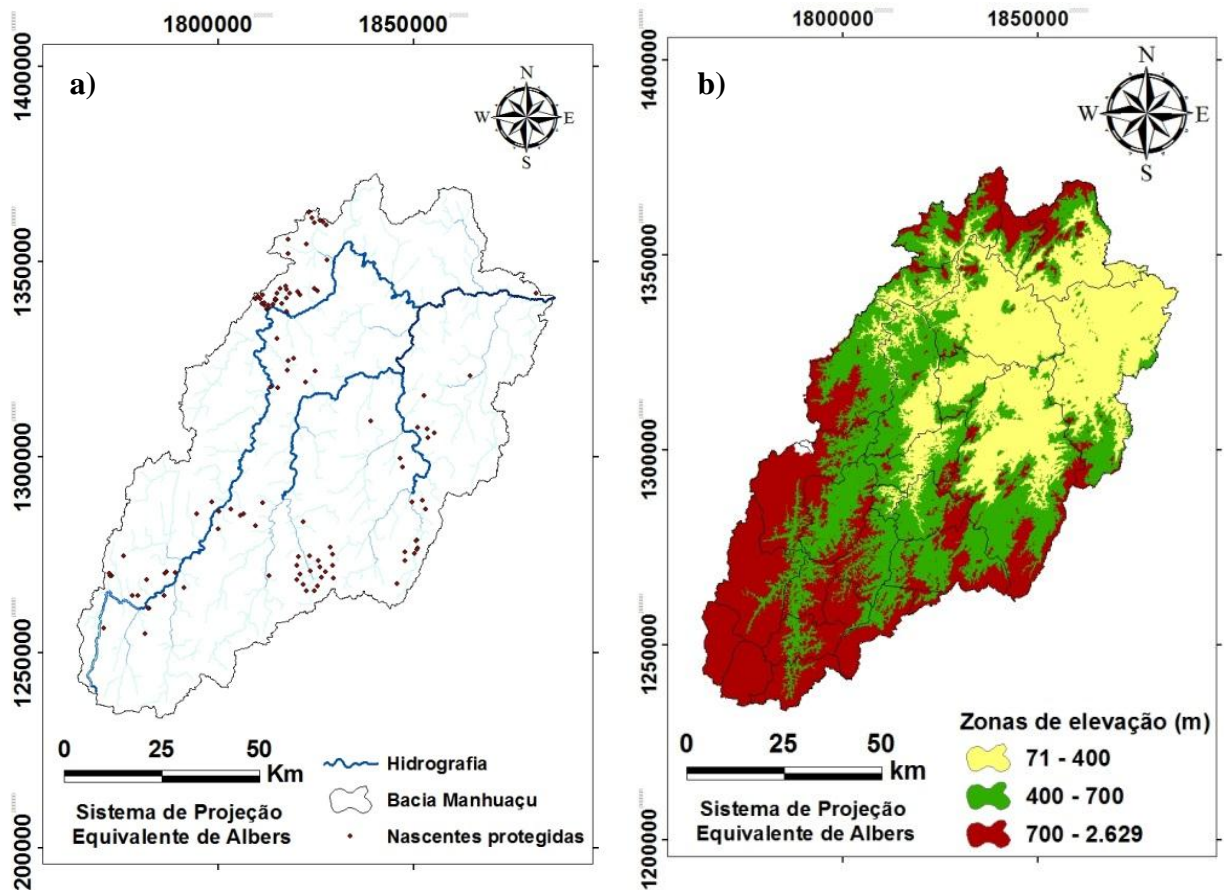 1800000 1850000
a)
N
W E
S
1400000
1350000
1300000
1250000
2000000
0 25 50
Km
Sistema de Projeção
Equivalente de Albers
Hidrografia
Bacia Manhuaçu
Nascentes protegidas
1800000 1850000
b)
N
W E
S
1400000
1350000
1300000
1250000
1200000
0 25 50
km
Sistema de Projeção
Equivalente de Albers
Zonas de elevação (m)
71 - 400
400 - 700
700 - 2.629